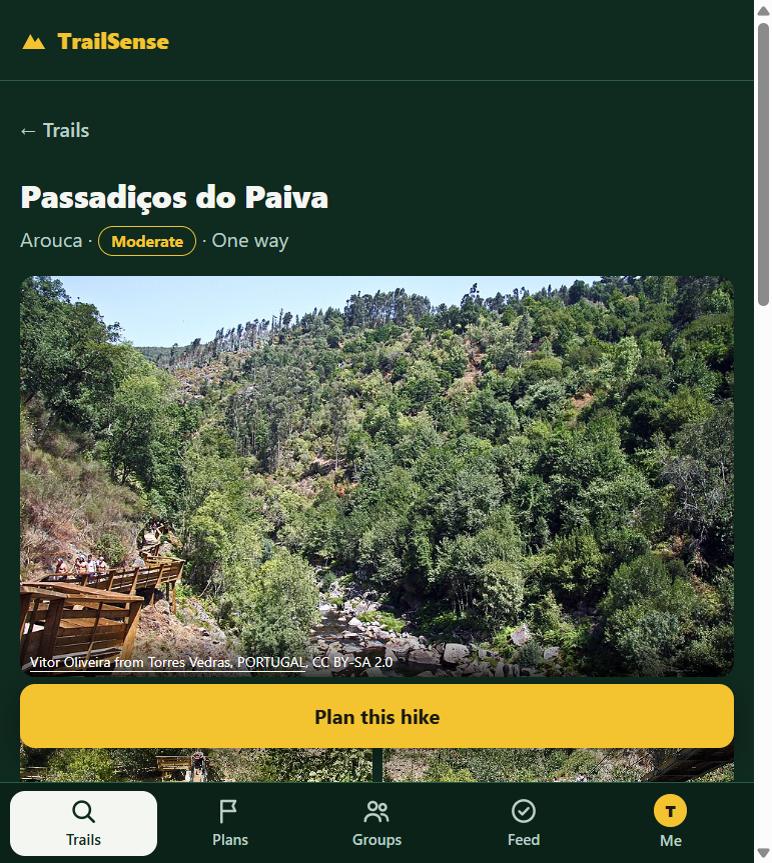 TrailSense
← Trails
Passadiços do Paiva
Arouca · Moderate · One way
Vitor Oliveira from Torres Vedras, PORTUGAL, CC BY-SA 2.0
Plan this hike
Trails
Plans
Groups
Feed
T
Me